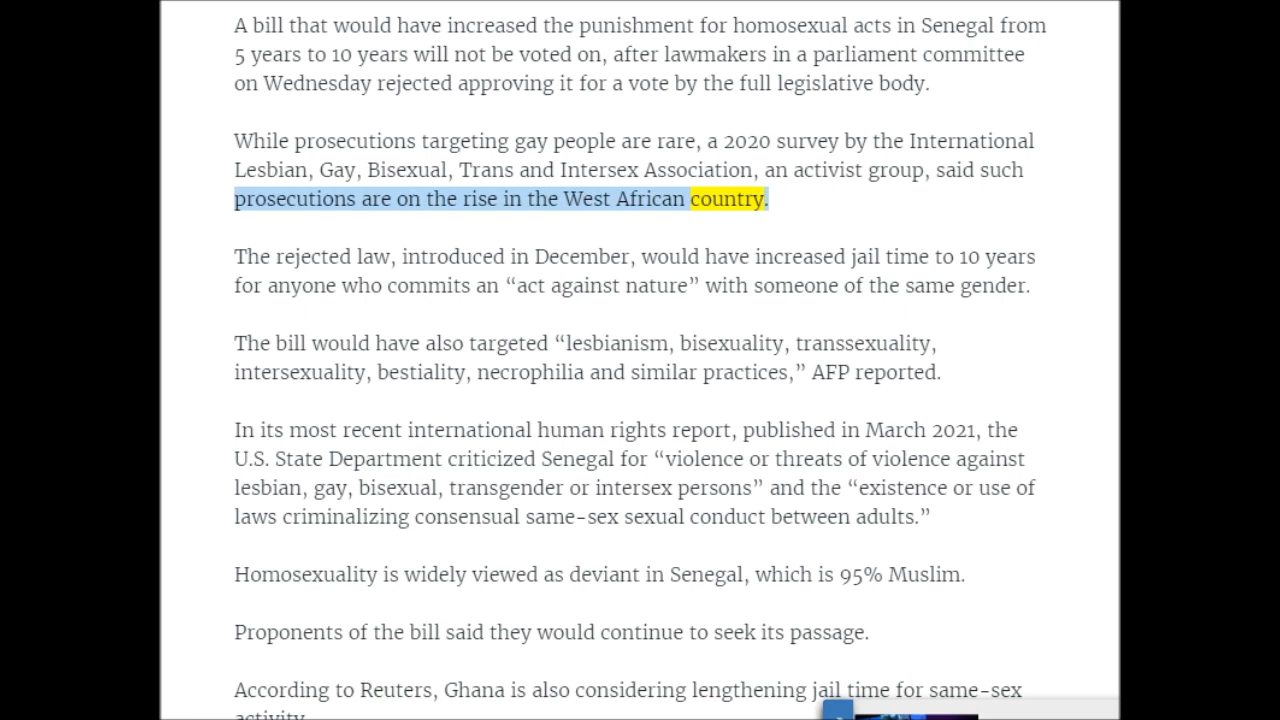 A bill that would have increased the punishment for homosexual acts in Senegal from
5 years to 10 years will not be voted on, after lawmakers in a parliament committee
on Wednesday rejected approving it for a vote by the full legislative body.
While prosecutions targeting gay people are rare, a 2020 survey by the International
Lesbian, Gay, Bisexual, Trans and Intersex Association, an activist group, said such
prosecutions are on the rise in the West African country.
The rejected law, introduced in December, would have increased jail time to 10 years
for anyone who commits an “act against nature” with someone of the same gender.
The bill would have also targeted “lesbianism, bisexuality, transsexuality,
intersexuality, bestiality, necrophilia and similar practices,” AFP reported.
In its most recent international human rights report, published in March 2021, the
U.S. State Department criticized Senegal for “violence or threats of violence against
lesbian, gay, bisexual, transgender or intersex persons” and the “existence or use of
laws criminalizing consensual same-sex sexual conduct between adults.”
Homosexuality is widely viewed as deviant in Senegal, which is 95% Muslim.
Proponents of the bill said they would continue to seek its passage.
According to Reuters, Ghana is also considering lengthening jail time for same-sex
activity.